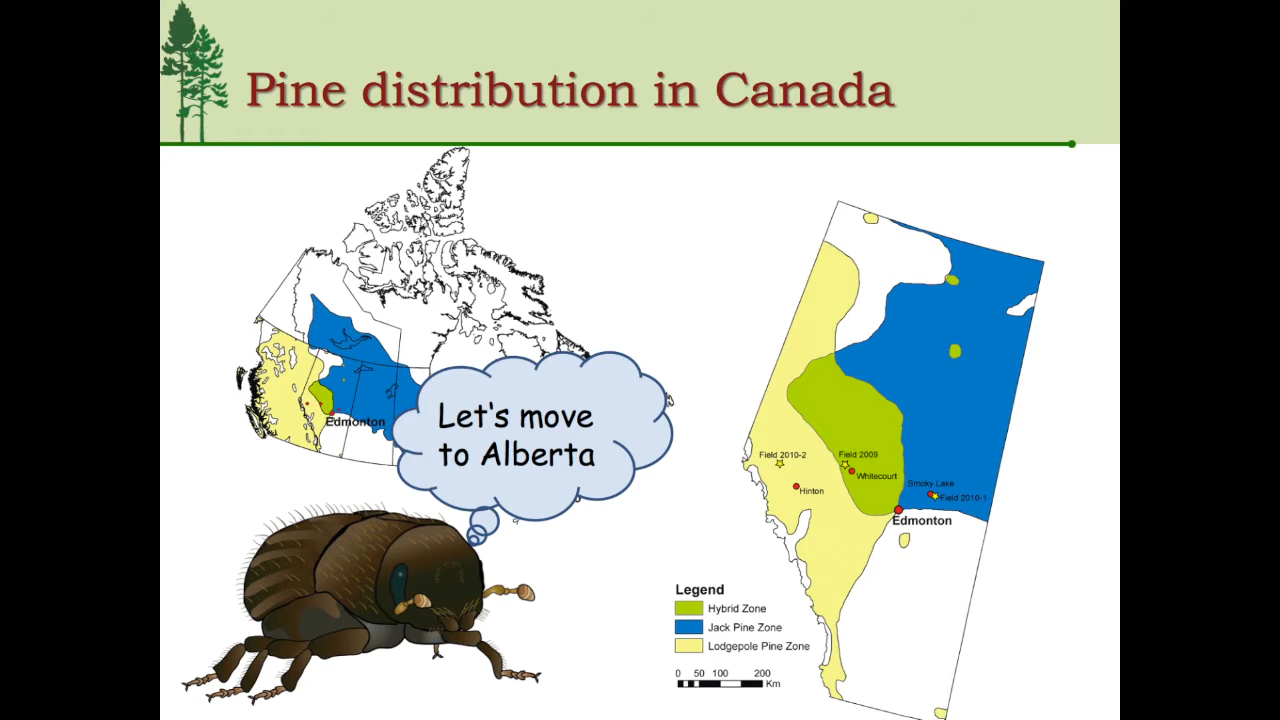 Pine distribution in Canada
Edmonton
Let's move
to Alberta
Field 2010-2
Field 2009
Whitecourt
Hinton
Smoky Lake
Field 2010-1
Edmonton
Legend
Hybrid Zone
Jack Pine Zone
Lodgepole Pine Zone
0 50 100 200
Km